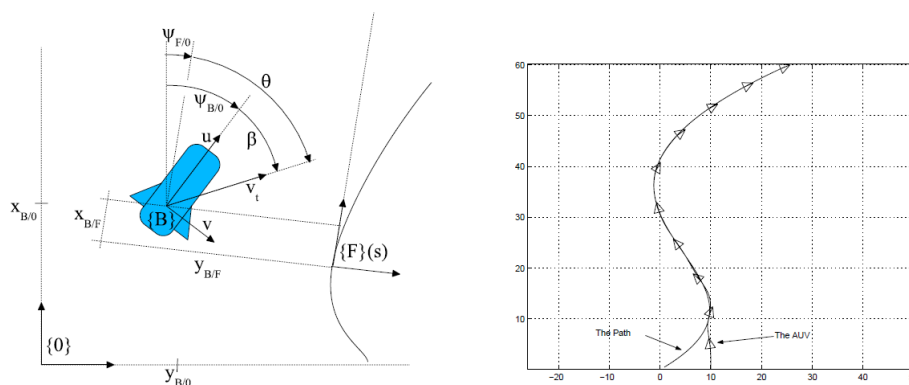 ψF/0
θ
ψB/0
u
β
vt
xB/0
xB/F
{B}
v
yB/F
{F}(s)
{0}
yB/0
60
50
40
30
20
10
The Path
The AUV
−20
−10
0
10
20
30
40